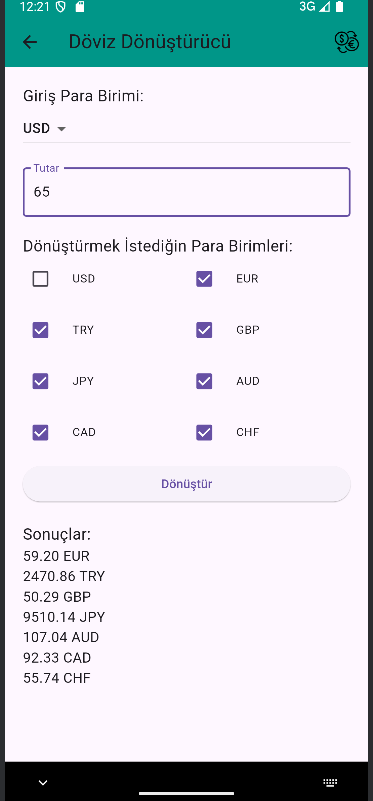 12:21 3G
Döviz Dönüştürücü
Giriş Para Birimi:
USD
Tutar
65
Dönüştürmek İstediğin Para Birimleri:
USD EUR
TRY GBP
JPY AUD
CAD CHF
Dönüştür
Sonuçlar:
59.20 EUR
2470.86 TRY
50.29 GBP
9510.14 JPY
107.04 AUD
92.33 CAD
55.74 CHF